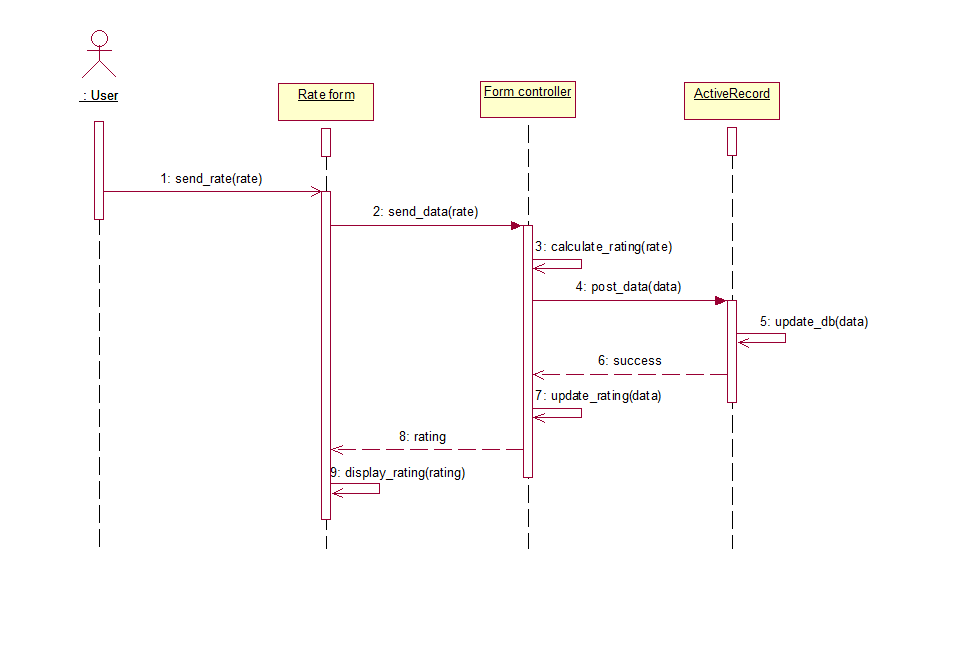 : User
Rate form
Form controller
ActiveRecord
1: send_rate(rate)
2: send_data(rate)
3: calculate_rating(rate)
4: post_data(data)
5: update_db(data)
6: success
7: update_rating(data)
8: rating
9: display_rating(rating)